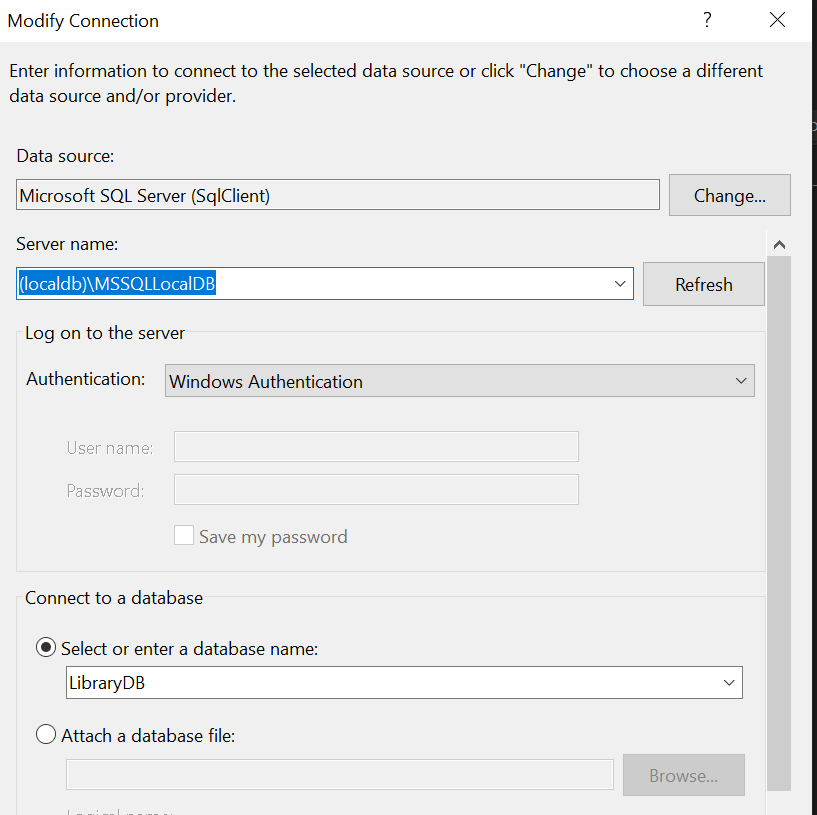 Modify Connection
?
Enter information to connect to the selected data source or click "Change" to choose a different
data source and/or provider.
Data source:
Microsoft SQL Server (SqlClient)
Change...
Server name:
(localdb)\MSSQLLocalDB
Refresh
Log on to the server
Authentication:
Windows Authentication
User name:
Password:
Save my password
Connect to a database
Select or enter a database name:
LibraryDB
Attach a database file:
Browse...
Logical name: